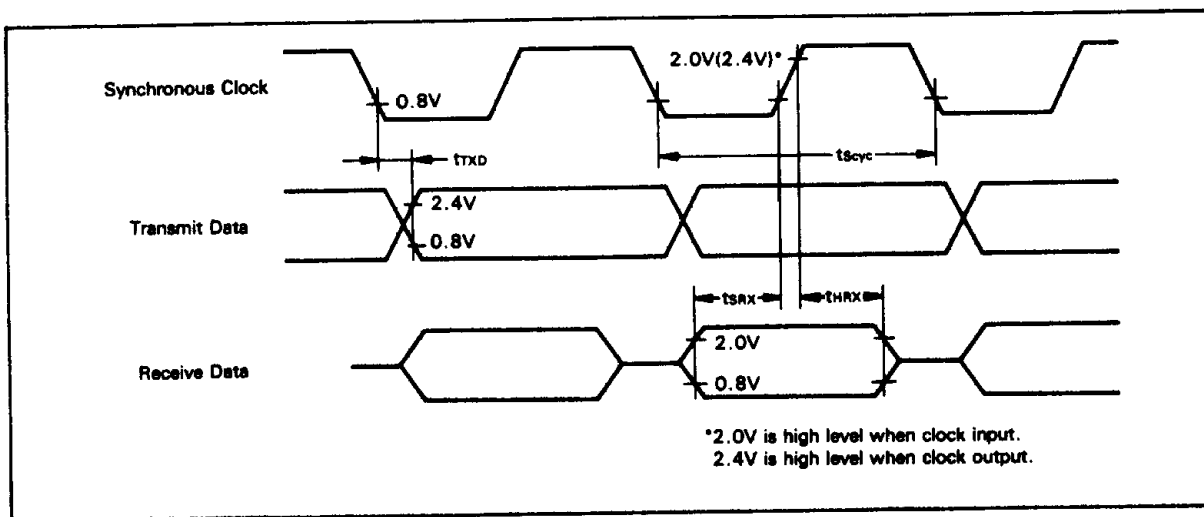 Synchronous Clock
0.8V
2.0V(2.4V)*
tTXD
tScyc
Transmit Data
2.4V
0.8V
tSRX
tHRX
Receive Data
2.0V
0.8V
*2.0V is high level when clock input.
2.4V is high level when clock output.